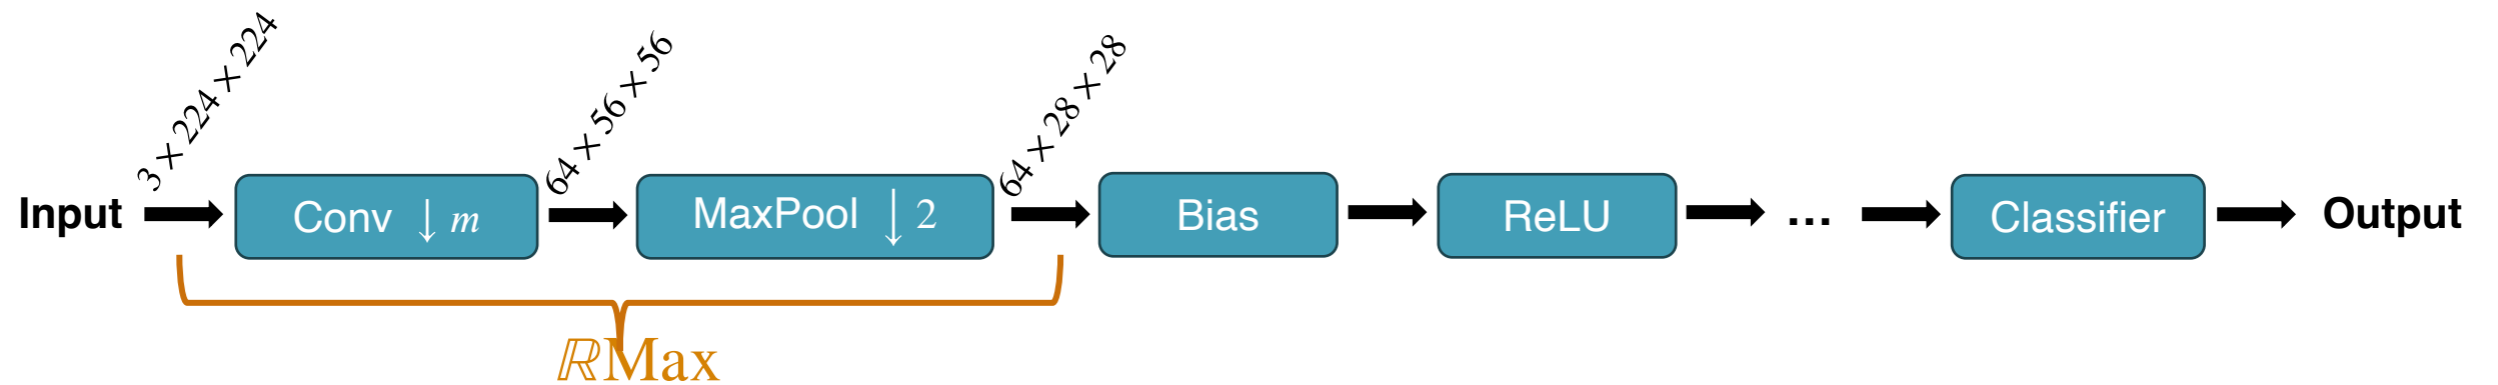 3×224×224
64×56×56
64×28×28
Input
Conv ↓m
MaxPool ↓2
Bias
ReLU
...
Classifier
Output
ℝMax